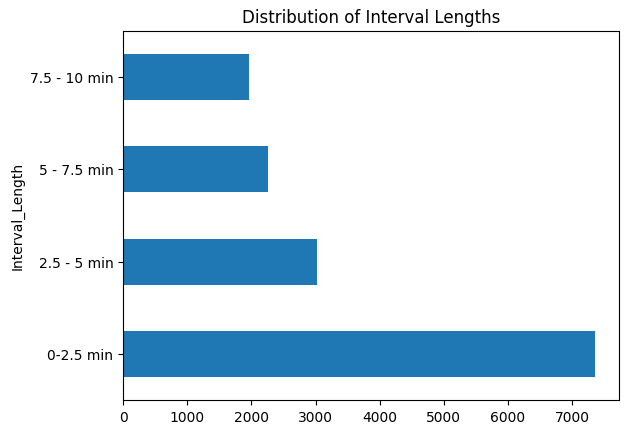 Distribution of Interval Lengths
Interval_Length
7.5 - 10 min
5 - 7.5 min
2.5 - 5 min
0-2.5 min
0 1000 2000 3000 4000 5000 6000 7000